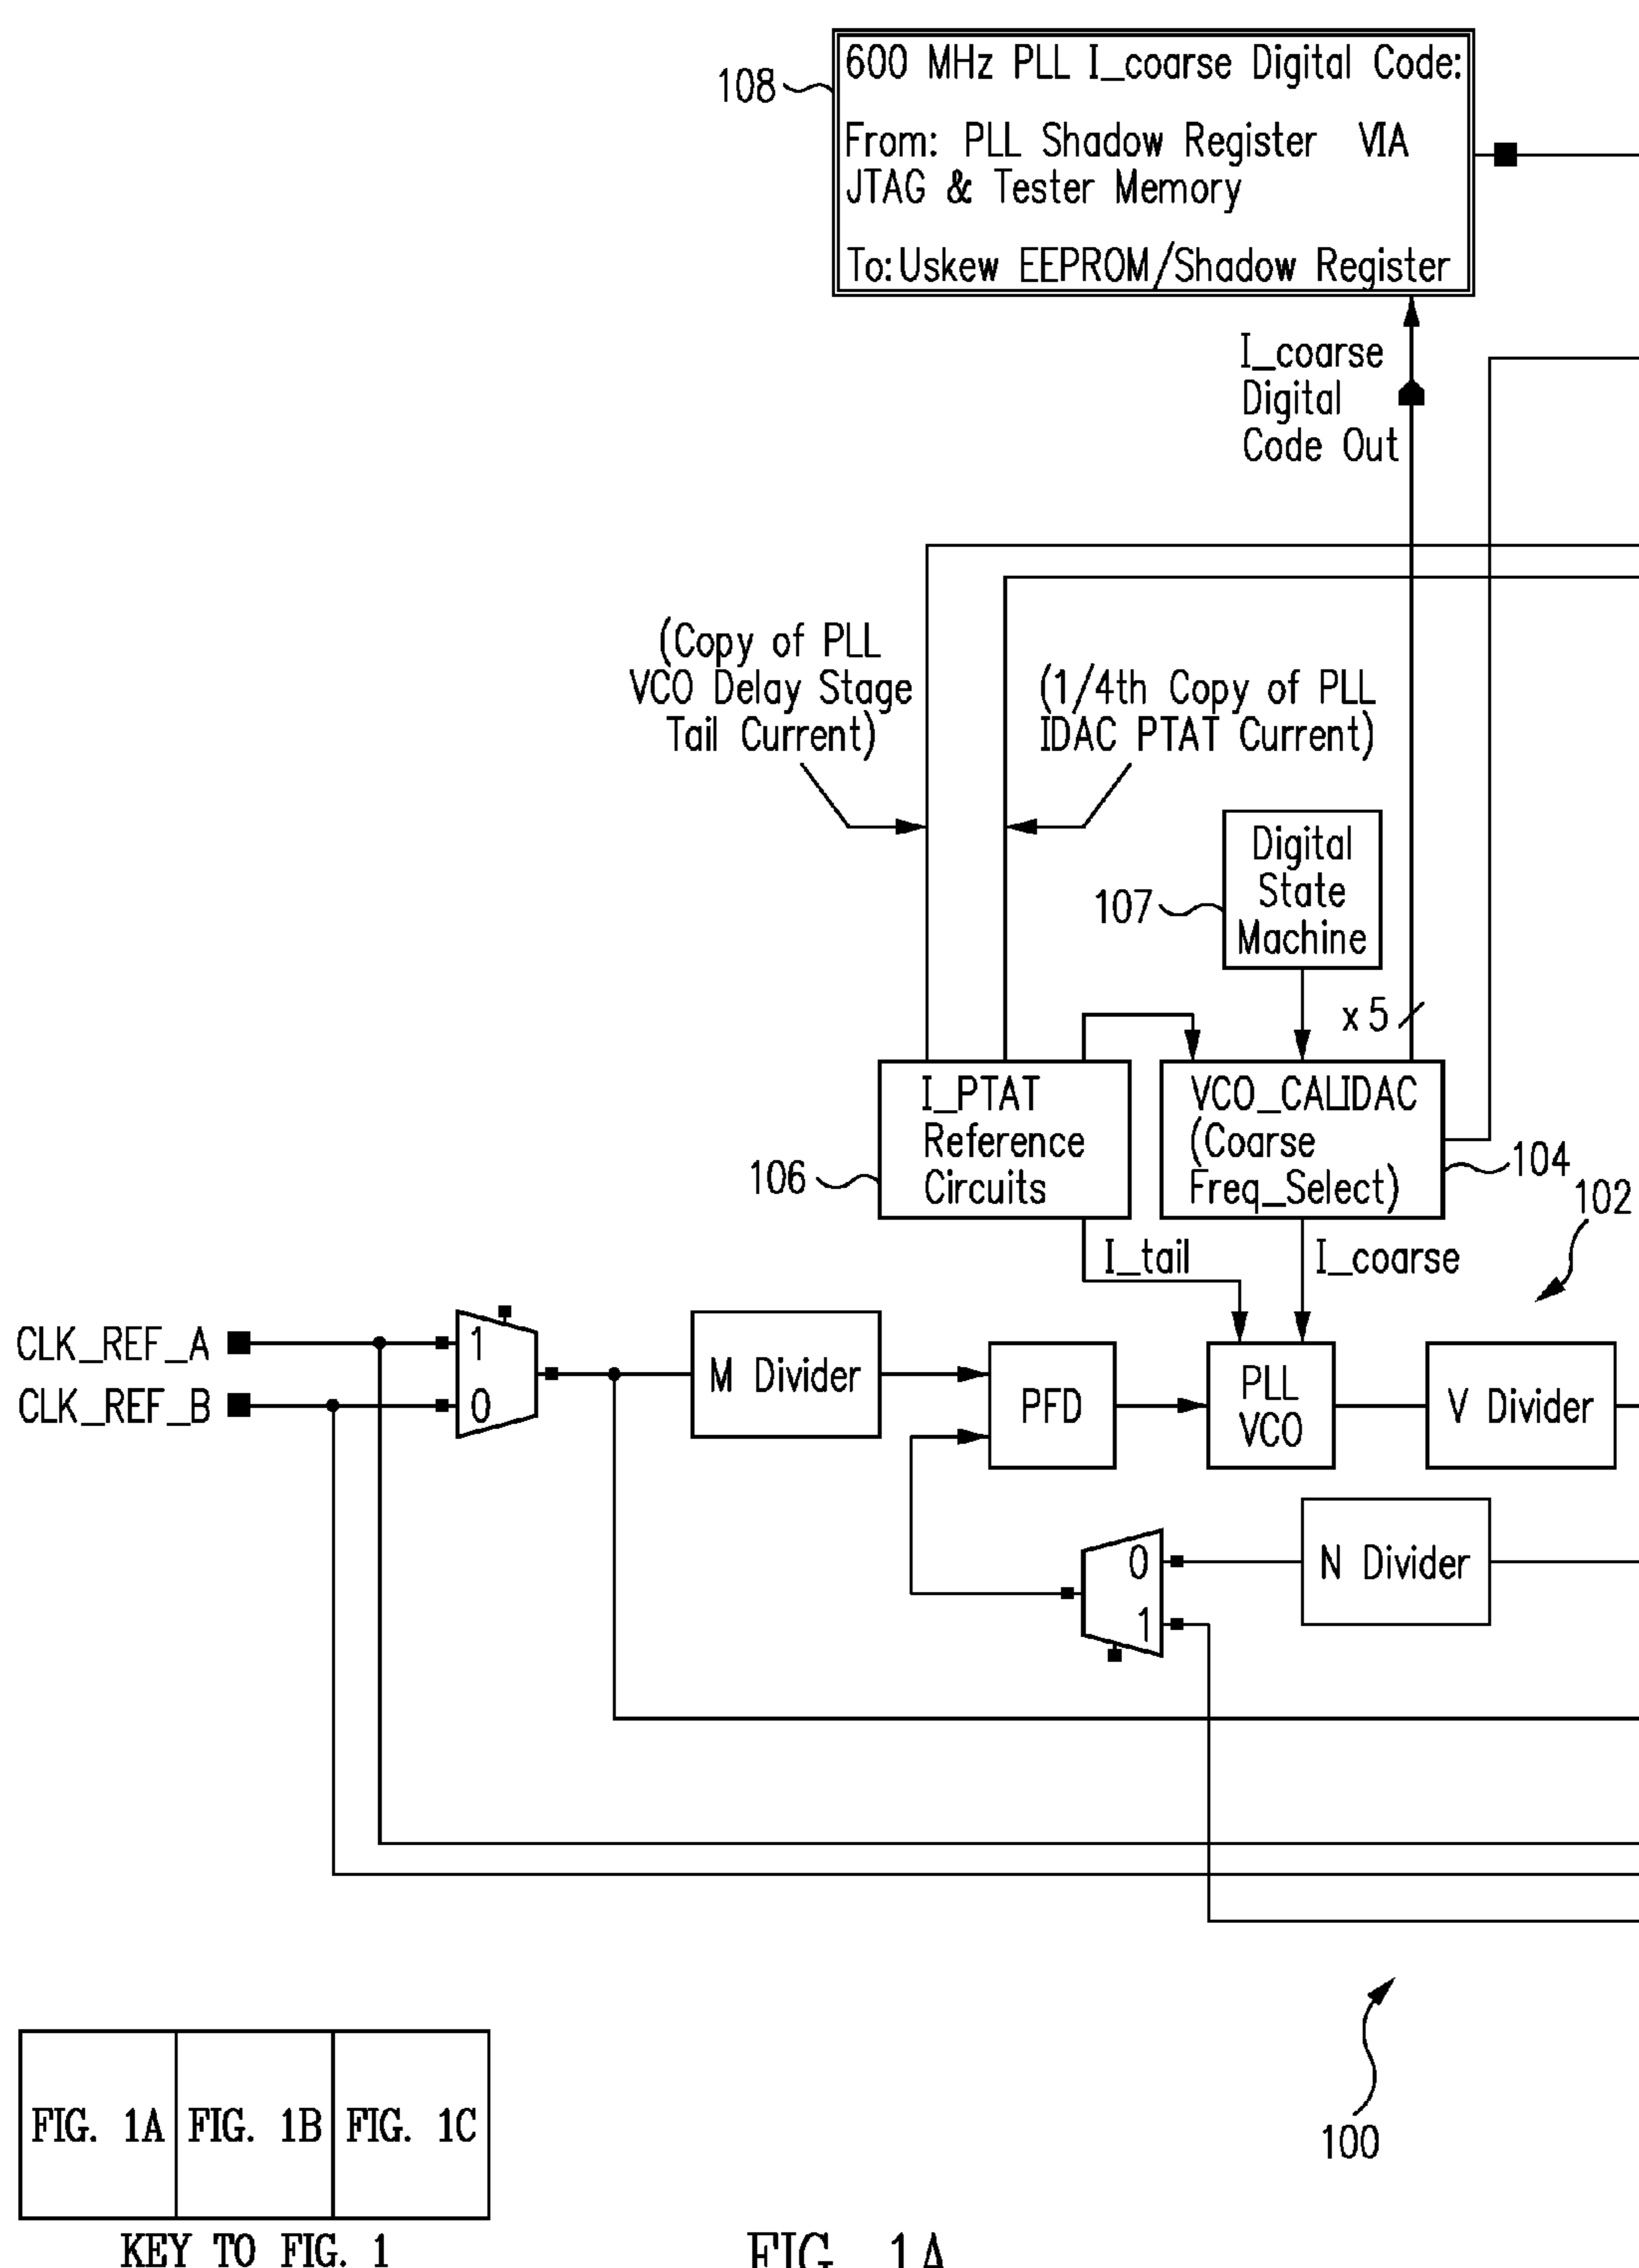 600 MHz PLL I_coarse Digital Code:
108
From: PLL Shadow Register VIA
JTAG & Tester Memory
To: Uskew EEPROM/Shadow Register
I_coarse
Digital
Code Out
(Copy of PLL
VCO Delay Stage
Tail Current)
(1/4th Copy of PLL
IDAC PTAT Current)
Digital
State
Machine
107
x 5
I_PTAT
Reference
Circuits
106
VCO_CALIDAC
(Coarse
Freq_Select)
104
102
I_tail
I_coarse
CLK_REF_A
CLK_REF_B
1
0
M Divider
PFD
PLL
VCO
V Divider
0
1
N Divider
100
FIG. 1A
FIG. 1B
FIG. 1C
KEY TO FIG. 1
FIG. 1A